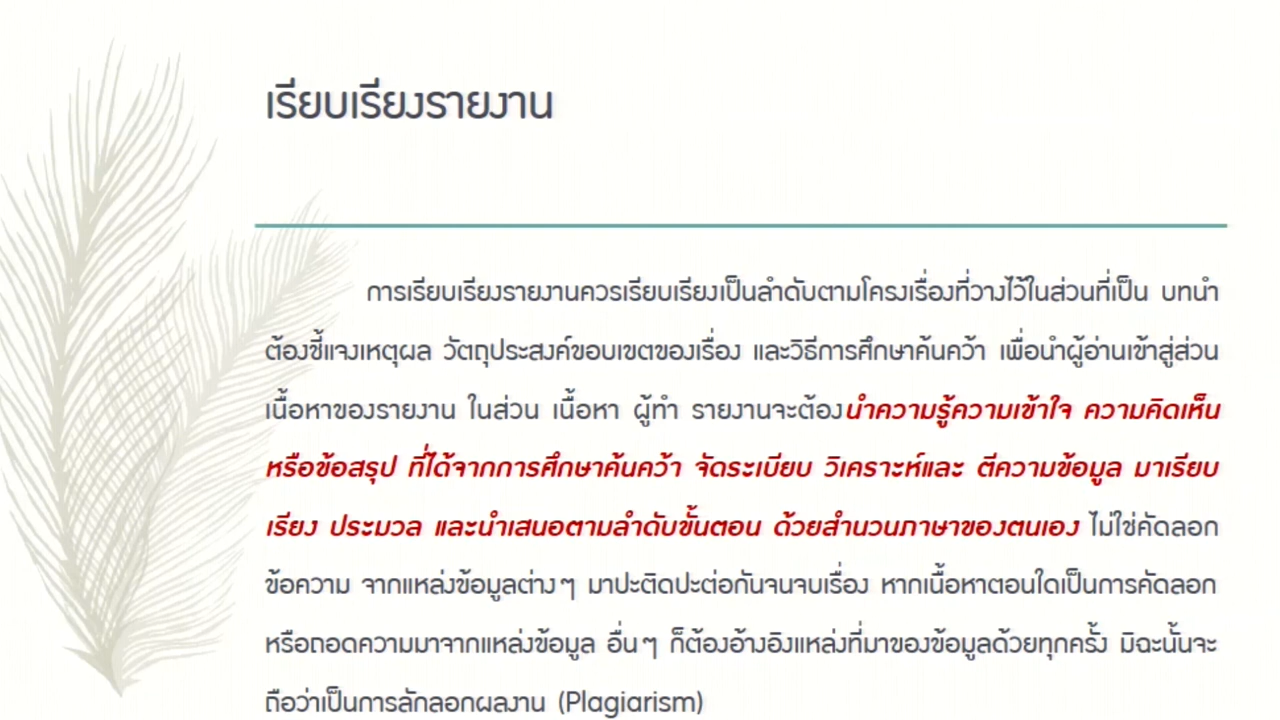 เรียบเรียงรายงาน
การเรียบเรียงรายงานควรเรียบเรียงเป็นลำดับตามโครงเรื่องที่วางไว้ในส่วนที่เป็น บทนำ
ต้องชี้แจงเหตุผล วัตถุประสงค์ขอบเขตของเรื่อง และวิธีการศึกษาค้นคว้า เพื่อนำผู้อ่านเข้าสู่ส่วน
เนื้อหาของรายงาน ในส่วน เนื้อหา ผู้ทำ รายงานจะต้องนำความรู้ความเข้าใจ ความคิดเห็น
หรือข้อสรุป ที่ได้จากการศึกษาค้นคว้า จัดระเบียบ วิเคราะห์และ ตีความข้อมูล มาเรียบ
เรียง ประมวล และนำเสนอตามลำดับขั้นตอน ด้วยสำนวนภาษาของตนเอง ไม่ใช่คัดลอก
ข้อความ จากแหล่งข้อมูลต่างๆ มาปะติดปะต่อกันจนจบเรื่อง หากเนื้อหาตอนใดเป็นการคัดลอก
หรือถอดความมาจากแหล่งข้อมูล อื่นๆ ก็ต้องอ้างอิงแหล่งที่มาของข้อมูลด้วยทุกครั้ง มิฉะนั้นจะ
ถือว่าเป็นการลักลอกผลงาน (Plagiarism)